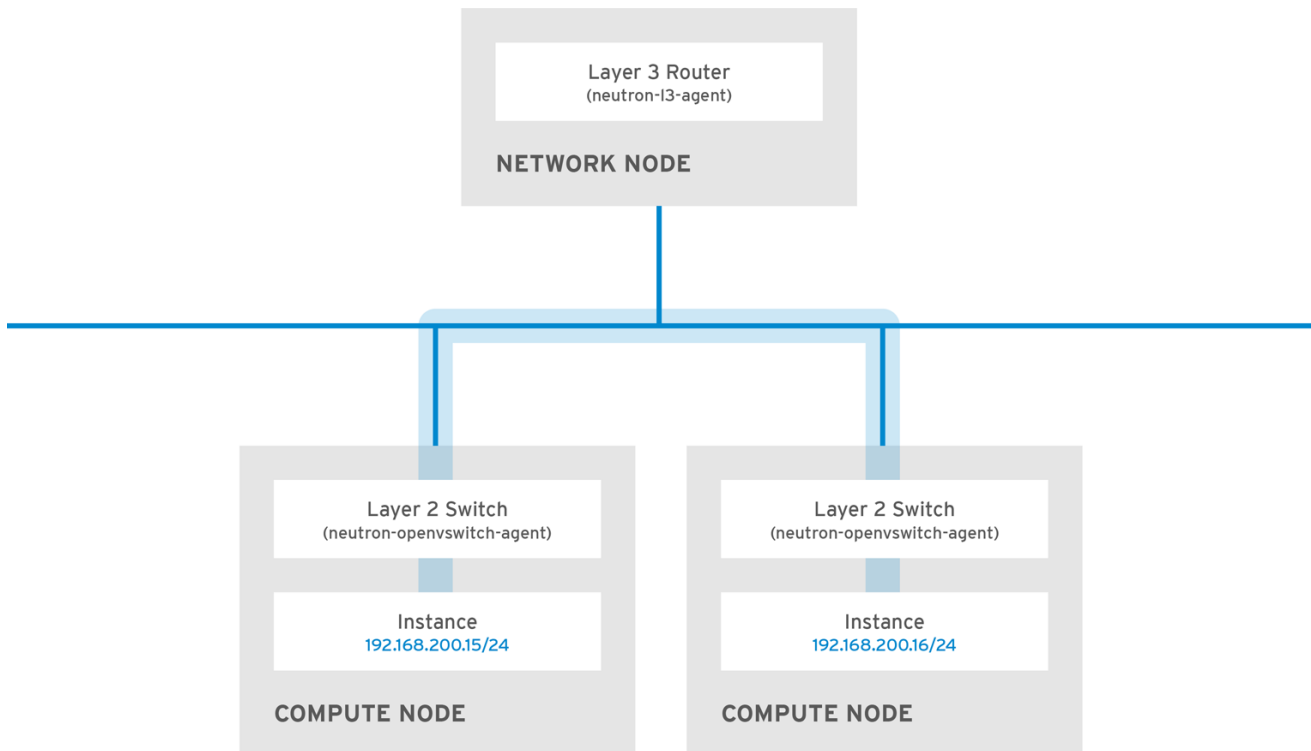 Layer 3 Router
(neutron-l3-agent)
NETWORK NODE
Layer 2 Switch
(neutron-openvswitch-agent)
Instance
192.168.200.15/24
COMPUTE NODE
Layer 2 Switch
(neutron-openvswitch-agent)
Instance
192.168.200.16/24
COMPUTE NODE